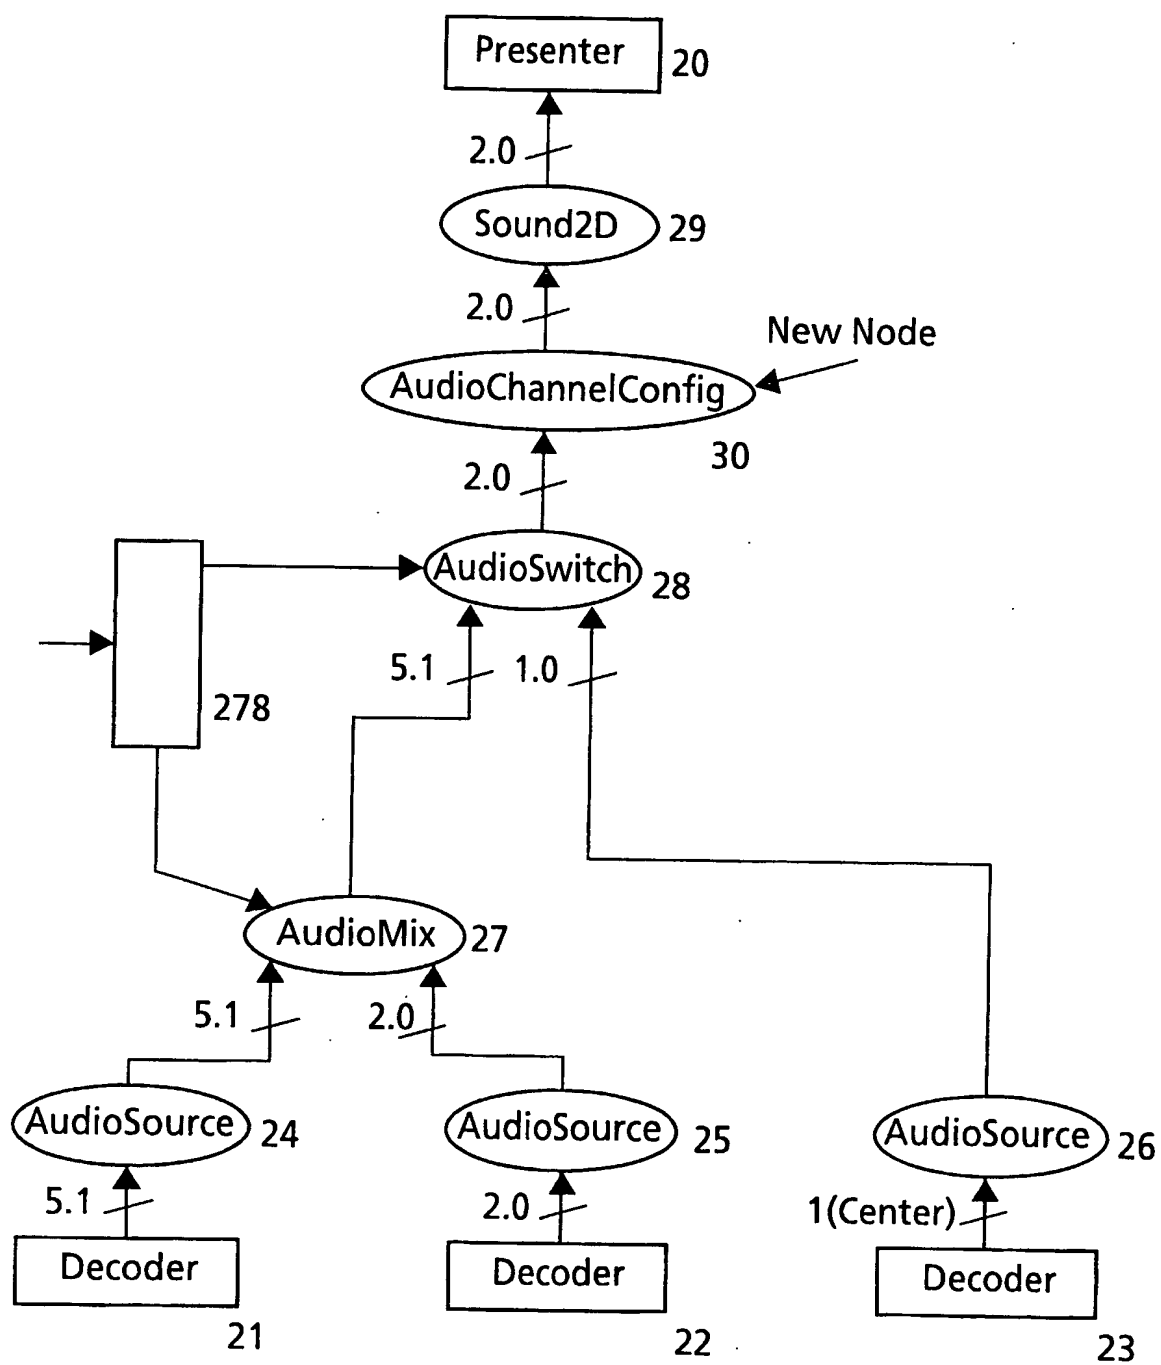 Presenter
20
2.0
Sound2D
29
2.0
New Node
AudioChannelConfig
30
2.0
AudioSwitch
28
5.1
1.0
278
AudioMix
27
5.1
2.0
AudioSource
24
AudioSource
25
AudioSource
26
5.1
2.0
1(Center)
Decoder
Decoder
Decoder
21
22
23